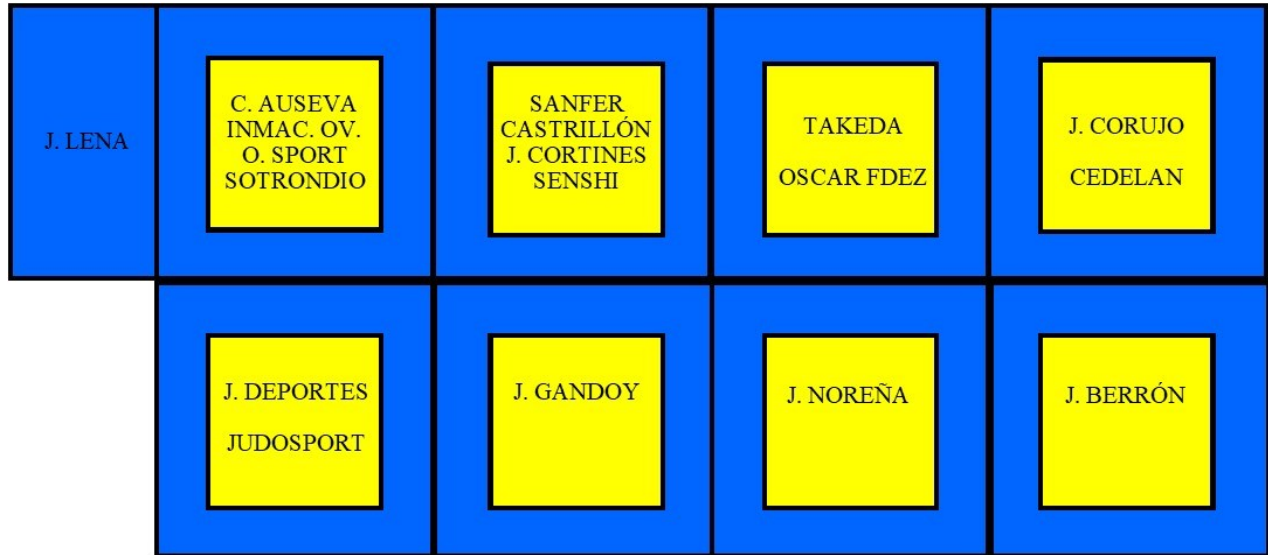 J. LENA
C. AUSEVA
INMAC. OV.
O. SPORT
SOTRONDIO
SANFER
CASTRILLÓN
J. CORTINES
SENSHI
TAKEDA
OSCAR FDEZ
J. CORUJO
CEDELAN
J. DEPORTES
JUDOSPORT
J. GANDOY
J. NOREÑA
J. BERRÓN